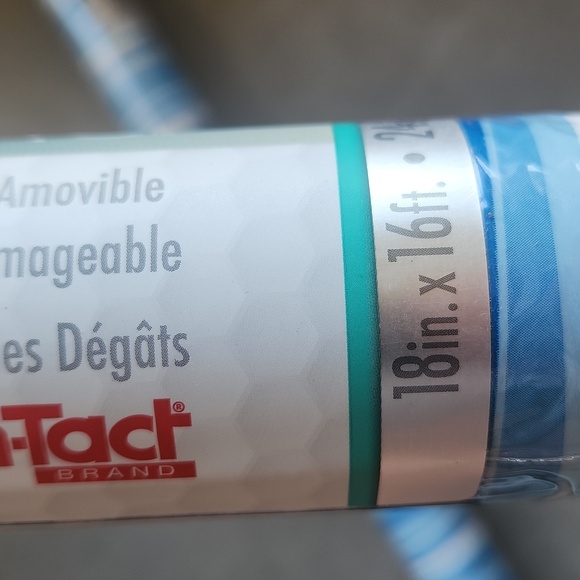 Amovible
mageable
es Dégâts
-Tact®
BRAND
18in. x 16ft. •